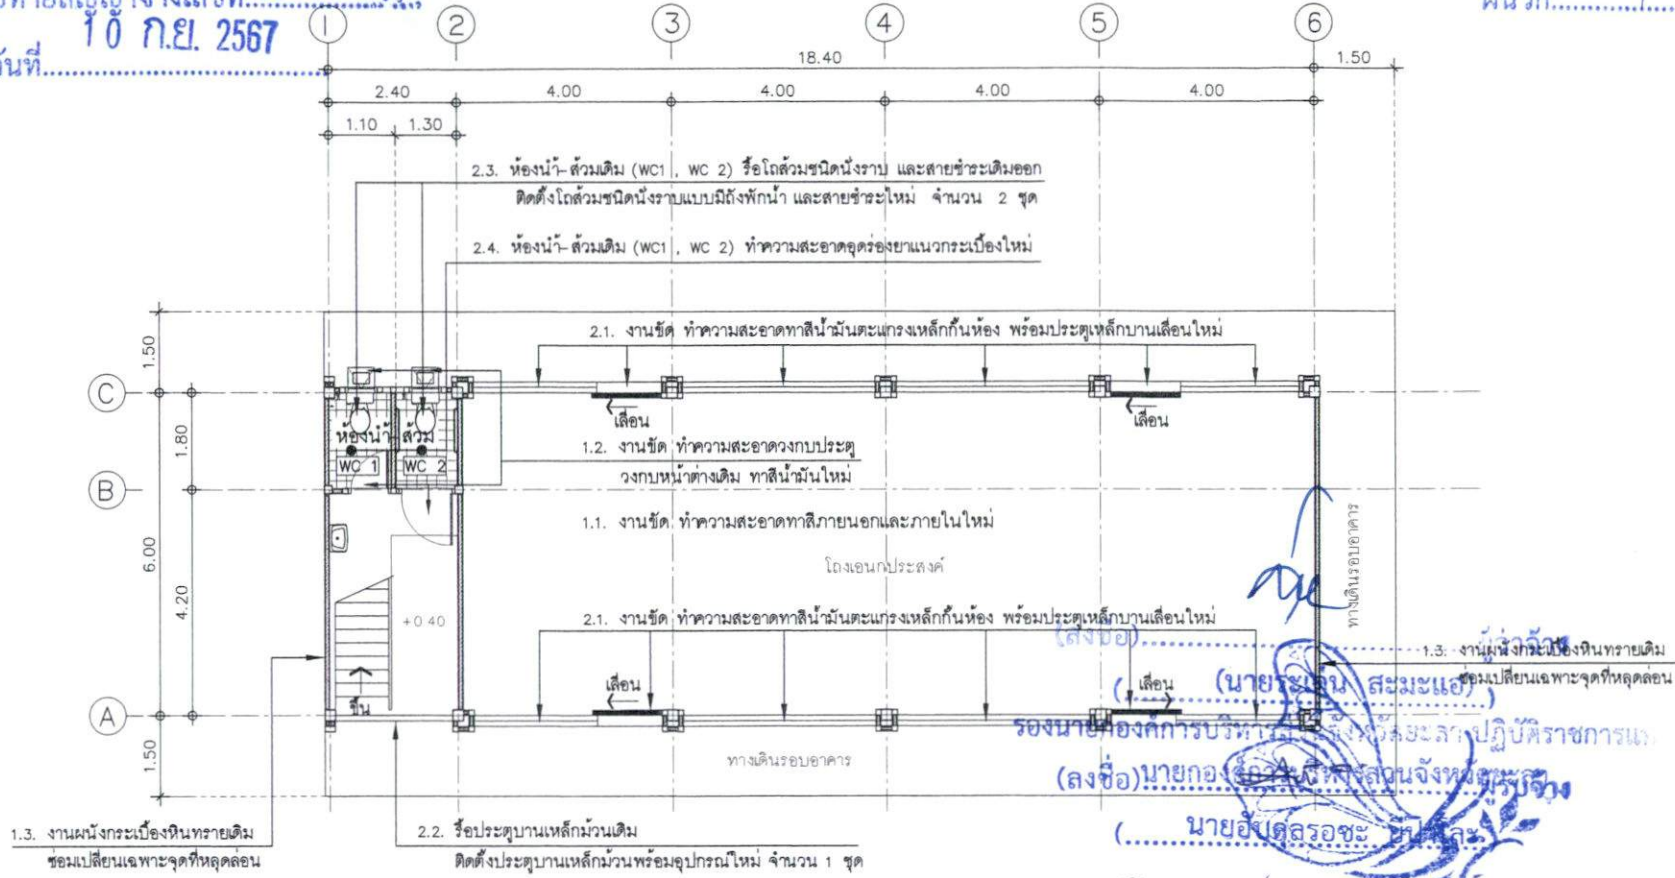 10 ก.ย. 2567
1 2 3 4 5 6
18.40 1.50
2.40 4.00 4.00 4.00 4.00
1.10 1.30
2.3. ห้องน้ำ-ส้วมเดิม (WC1 , WC 2) รื้อโถส้วมชนิดนั่งราบ และสายชำระเดิมออก
ติดตั้งโถส้วมชนิดนั่งราบแบบมีถังพักน้ำ และสายชำระใหม่ จำนวน 2 ชุด
2.4. ห้องน้ำ-ส้วมเดิม (WC1 , WC 2) ทำความสะอาดอุดร่องยาแนวกระเบื้องใหม่
2.1. งานขัด ทำความสะอาดทาสีน้ำมันตะแกรงเหล็กกั้นห้อง พร้อมประตูเหล็กบานเลื่อนใหม่
1.50
C
เลื่อน เลื่อน
1.80
ห้องน้ำ-ส้วม
WC 1 WC 2
1.2. งานขัด ทำความสะอาดวงกบประตู
วงกบหน้าต่างเดิม ทาสีน้ำมันใหม่
B
1.1. งานขัด ทำความสะอาดทาสีภายนอกและภายในใหม่
6.00
4.20
โถงเอนกประสงค์
ทางเดินรอบอาคาร
+0.40
2.1. งานขัด ทำความสะอาดทาสีน้ำมันตะแกรงเหล็กกั้นห้อง พร้อมประตูเหล็กบานเลื่อนใหม่
(ลงชื่อ)
1.3. งานผนังกระเบื้องหินทรายเดิม
ซ่อมเปลี่ยนเฉพาะจุดที่หลุดล่อน
เลื่อน เลื่อน
ขึ้น
A
1.50
ทางเดินรอบอาคาร
(ลงชื่อ) ผู้รับจ้าง
1.3. งานผนังกระเบื้องหินทรายเดิม
ซ่อมเปลี่ยนเฉพาะจุดที่หลุดล่อน
2.2. รื้อประตูบานเหล็กม้วนเดิม
ติดตั้งประตูบานเหล็กม้วนพร้อมอุปกรณ์ใหม่ จำนวน 1 ชุด